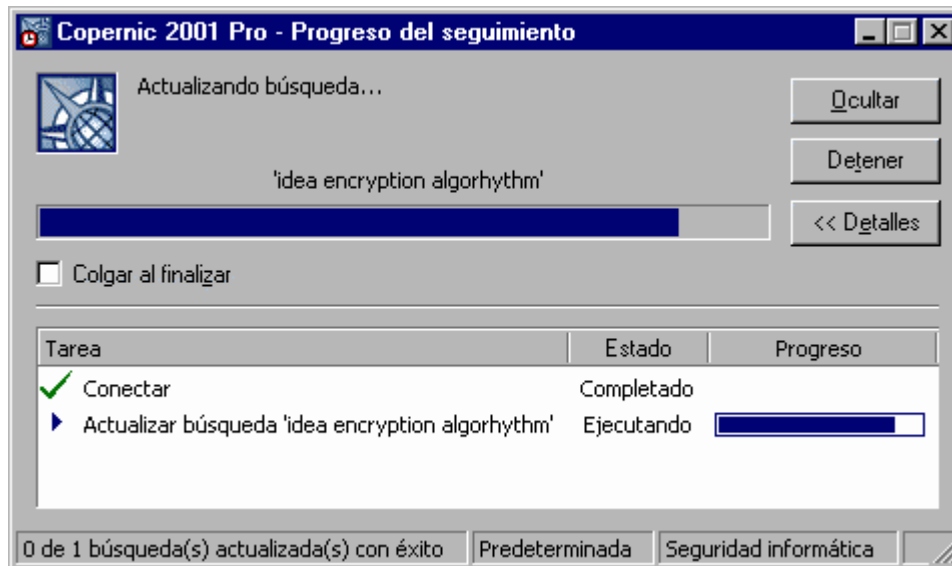 Copernic 2001 Pro - Progreso del seguimiento
Actualizando búsqueda...
Ocultar
Detener
'idea encryption algorhythm'
<< Detalles
Colgar al finalizar
Tarea Estado Progreso
Conectar Completado
Actualizar búsqueda 'idea encryption algorhythm' Ejecutando
0 de 1 búsqueda(s) actualizada(s) con éxito Predeterminada Seguridad informática